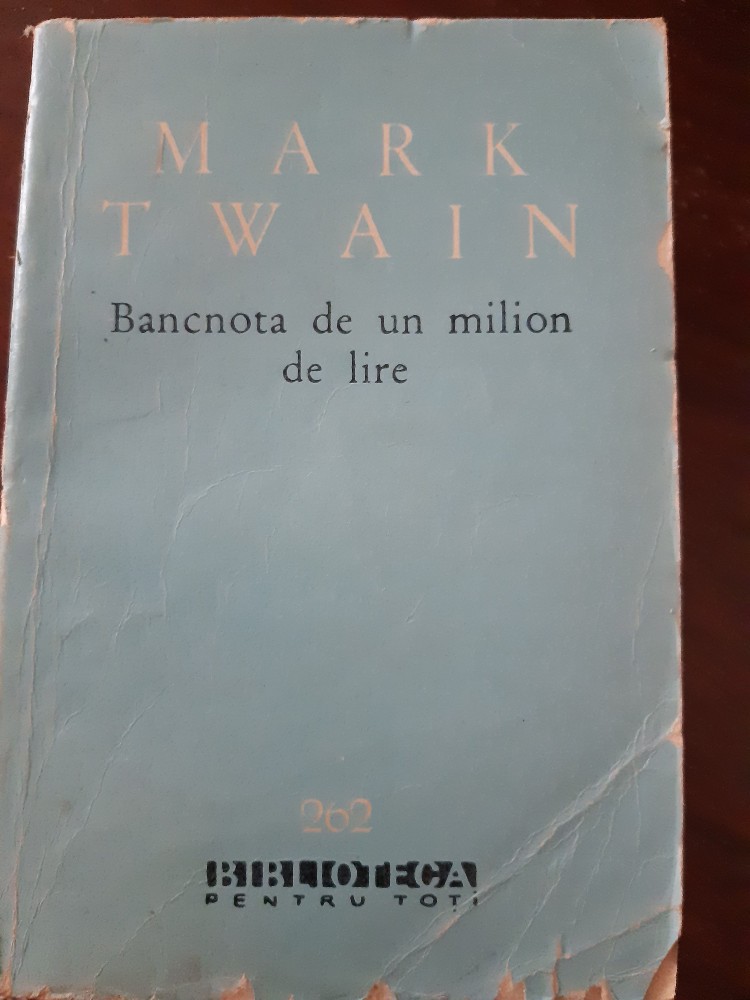 MARK
TWAIN
Bancnota de un milion
de lire
262
BIBLIOTECA
PENTRU TOȚI